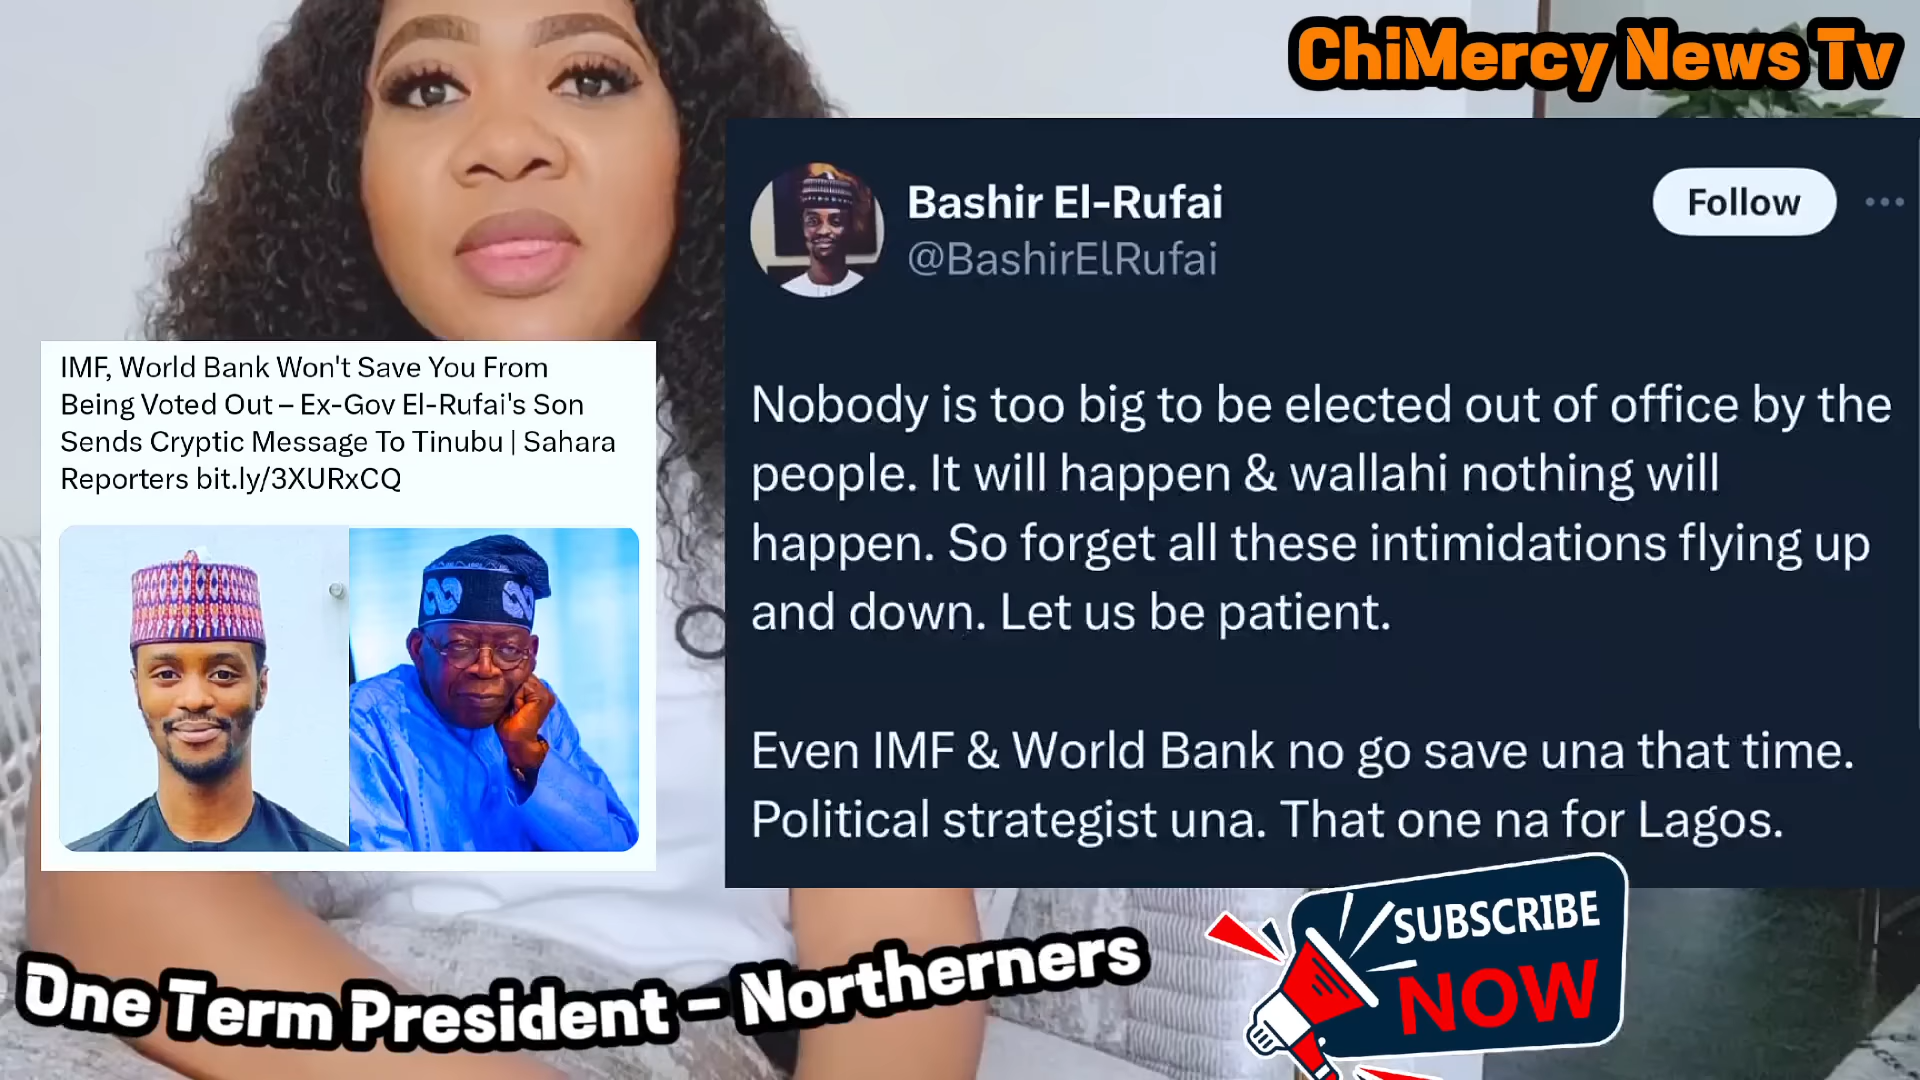 ChiMercy News Tv
Bashir El-Rufai
@BashirElRufai
Follow
Nobody is too big to be elected out of office by the
people. It will happen & wallahi nothing will
happen. So forget all these intimidations flying up
and down. Let us be patient.
Even IMF & World Bank no go save una that time.
Political strategist una. That one na for Lagos.
IMF, World Bank Won't Save You From
Being Voted Out – Ex-Gov El-Rufai's Son
Sends Cryptic Message To Tinubu | Sahara
Reporters bit.ly/3XURxCQ
One Term President - Northerners
SUBSCRIBE
NOW